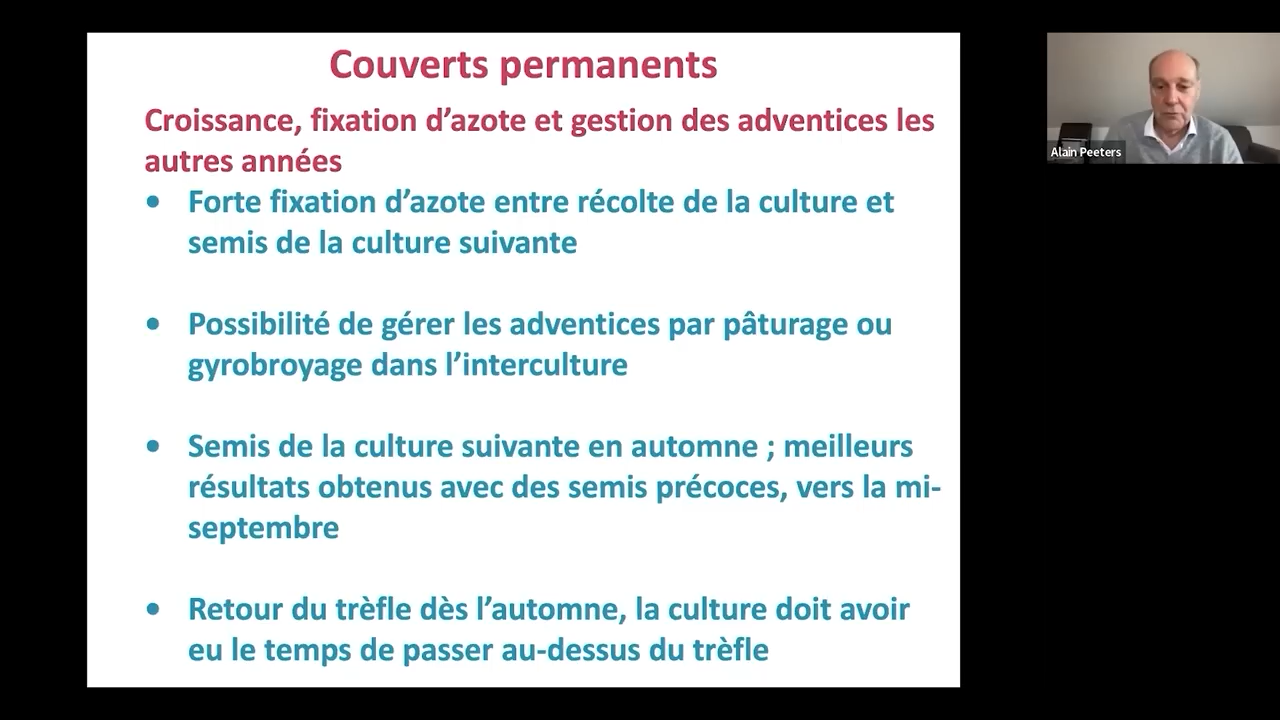 Couverts permanents
Croissance, fixation d’azote et gestion des adventices les
autres années
• Forte fixation d’azote entre récolte de la culture et
semis de la culture suivante
• Possibilité de gérer les adventices par pâturage ou
gyrobroyage dans l’interculture
• Semis de la culture suivante en automne ; meilleurs
résultats obtenus avec des semis précoces, vers la mi-
septembre
• Retour du trèfle dès l’automne, la culture doit avoir
eu le temps de passer au-dessus du trèfle
Alain Peeters